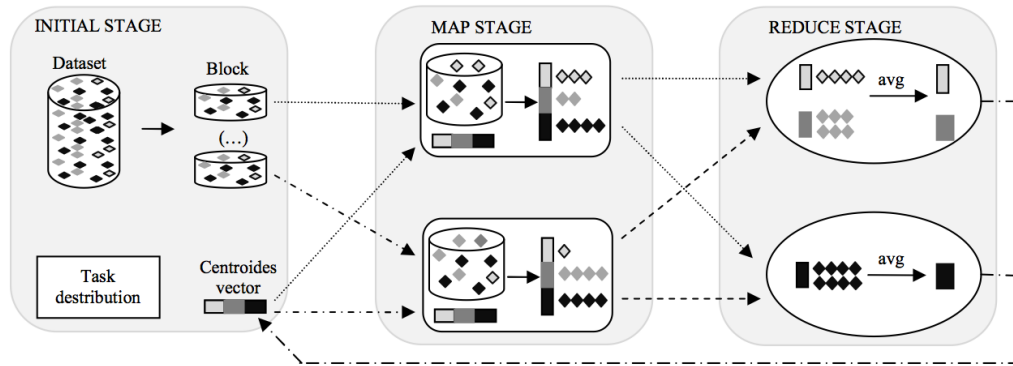 INITIAL STAGE
Dataset
Block
(...)
Task
destribution
Centroides
vector
MAP STAGE
REDUCE STAGE
avg
avg